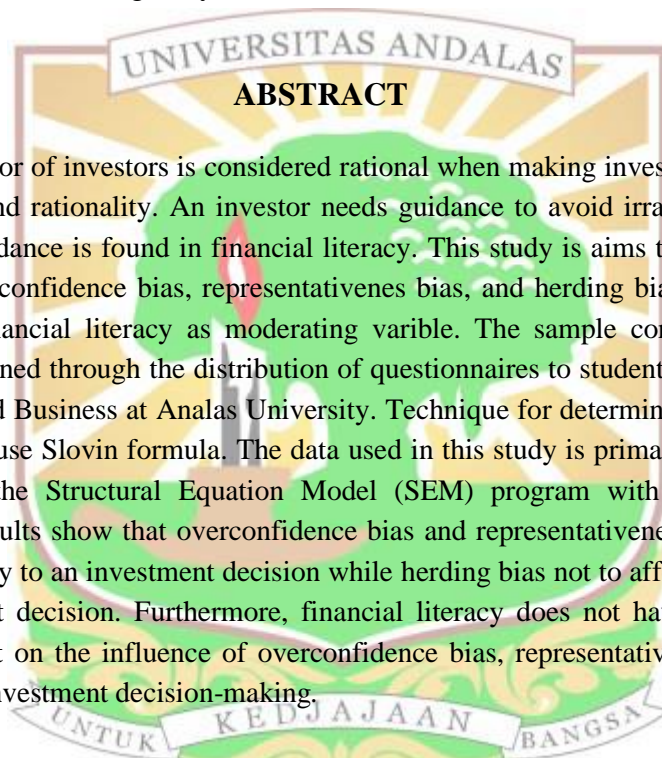 UNIVERSITAS ANDALAS
ABSTRACT
or of investors is considered rational when making inves
nd rationality. An investor needs guidance to avoid irra
dance is found in financial literacy. This study is aims t
confidence bias, representativenes bias, and herding bia
nancial literacy as moderating varible. The sample con
ned through the distribution of questionnaires to student
d Business at Analas University. Technique for determin
use Slovin formula. The data used in this study is prima
the Structural Equation Model (SEM) program with
sults show that overconfidence bias and representativene
y to an investment decision while herding bias not to aff
t decision. Furthermore, financial literacy does not ha
t on the influence of overconfidence bias, representativ
nvestment decision-making.
UNTUK KEDJAJAAN BANGSA